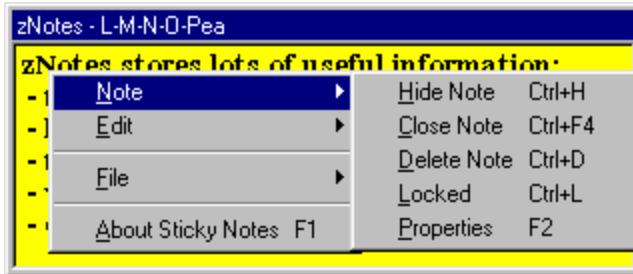 zNotes - L-M-N-O-Pea
zNotes stores lots of useful information:
Note
Edit
File
About Sticky Notes F1
Hide Note Ctrl+H
Close Note Ctrl+F4
Delete Note Ctrl+D
Locked Ctrl+L
Properties F2